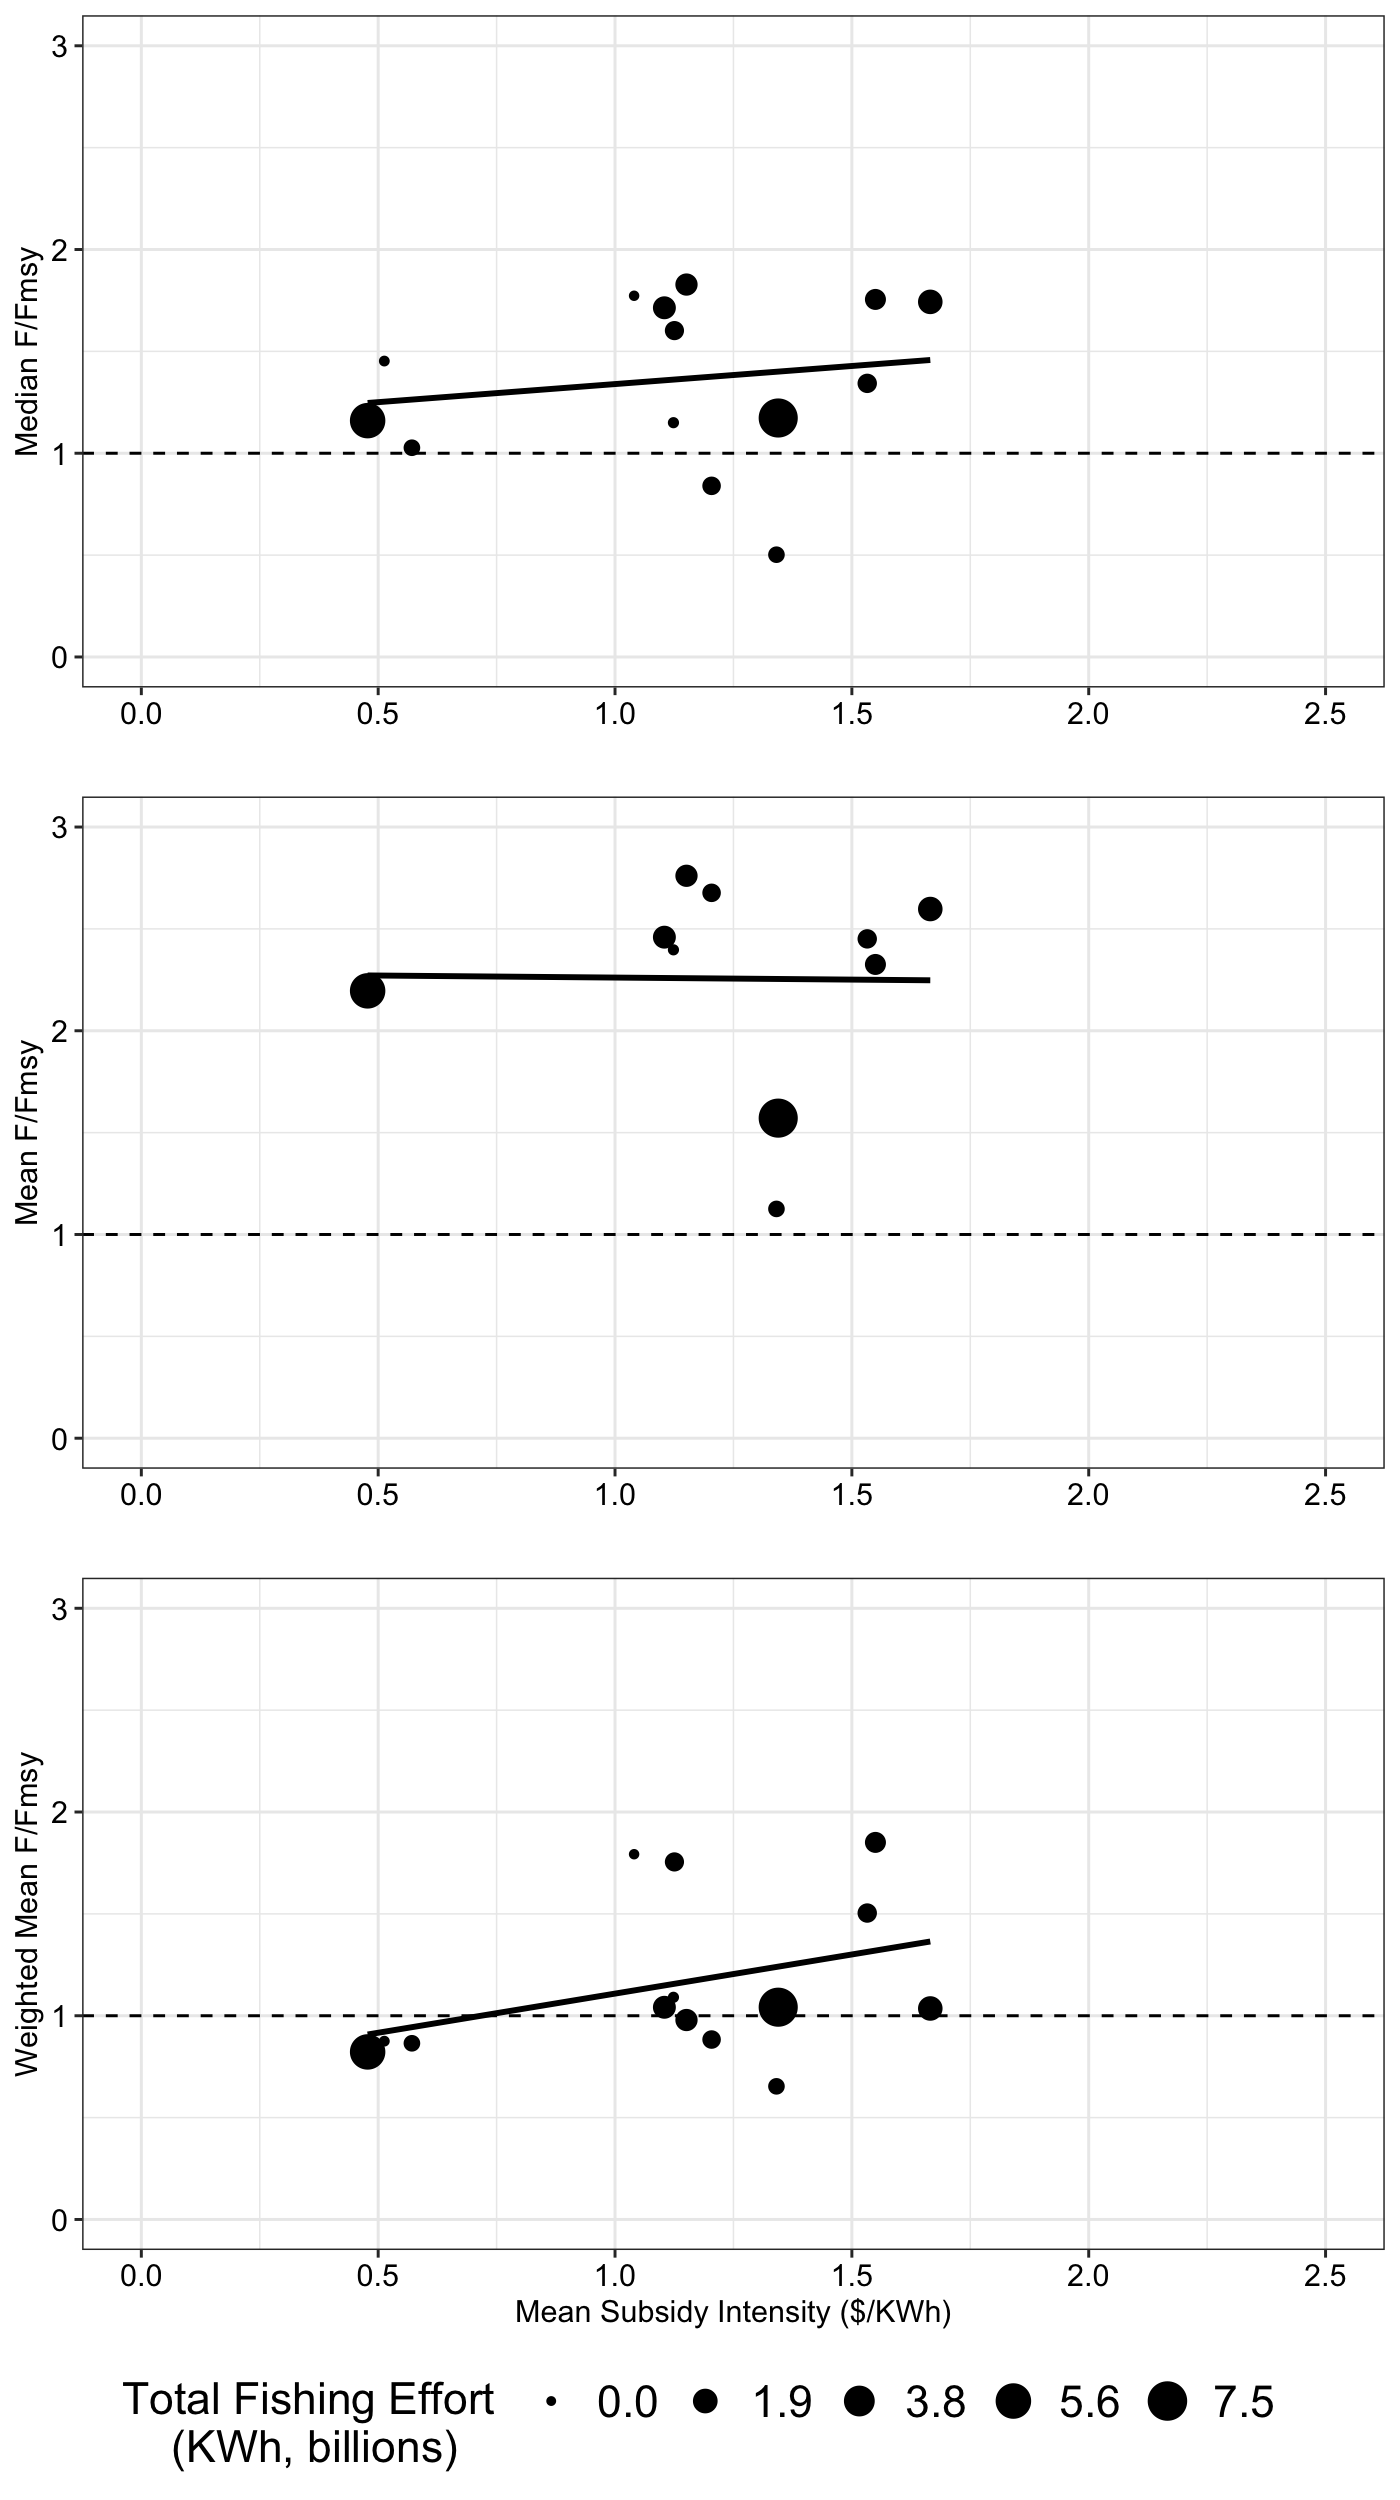 3
2
1
0
Median F/Fmsy
0.0 0.5 1.0 1.5 2.0 2.5
3
2
1
0
Mean F/Fmsy
0.0 0.5 1.0 1.5 2.0 2.5
3
2
1
0
Weighted Mean F/Fmsy
0.0 0.5 1.0 1.5 2.0 2.5
Mean Subsidy Intensity ($/KWh)
Total Fishing Effort
(KWh, billions)
0.0 1.9 3.8 5.6 7.5